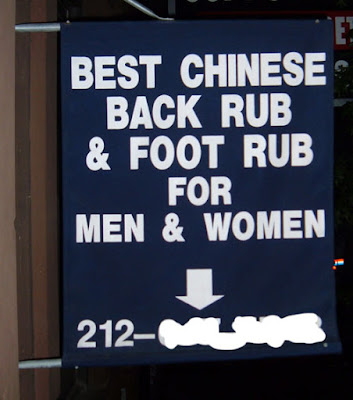 BEST CHINESE
BACK RUB
& FOOT RUB
FOR
MEN & WOMEN
212–